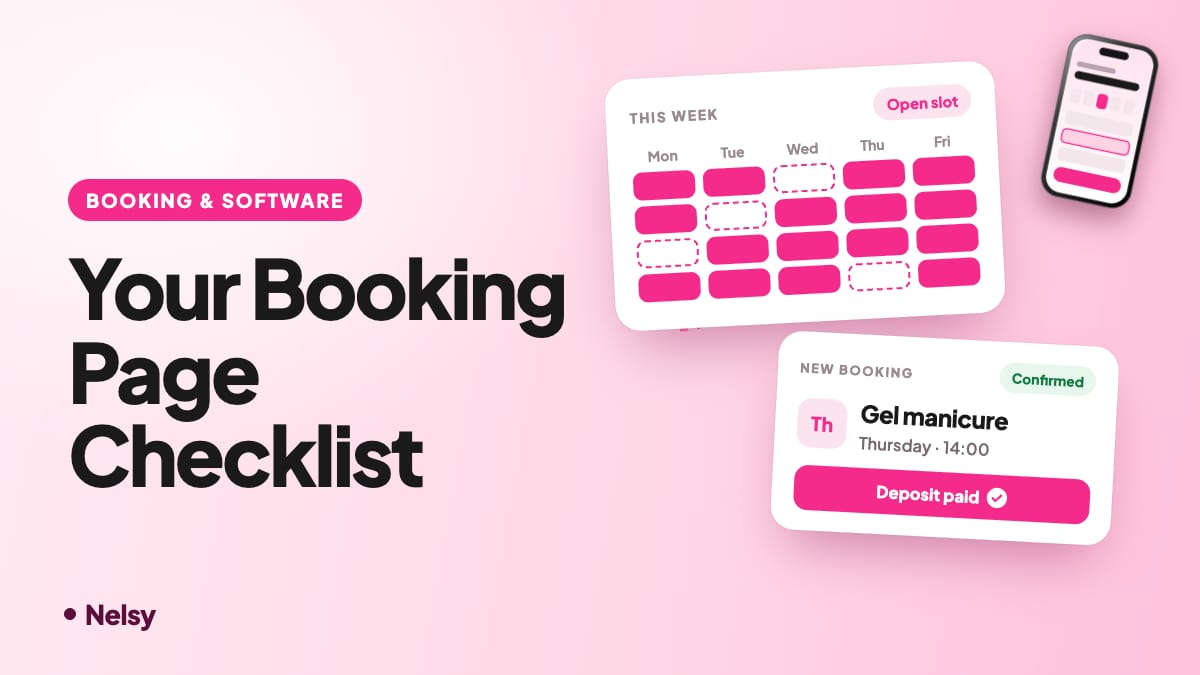 BOOKING & SOFTWARE
Your Booking
Page
Checklist
Nelsy
THIS WEEK
Open slot
Mon Tue Wed Thu Fri
NEW BOOKING
Confirmed
Th
Gel manicure
Thursday · 14:00
Deposit paid